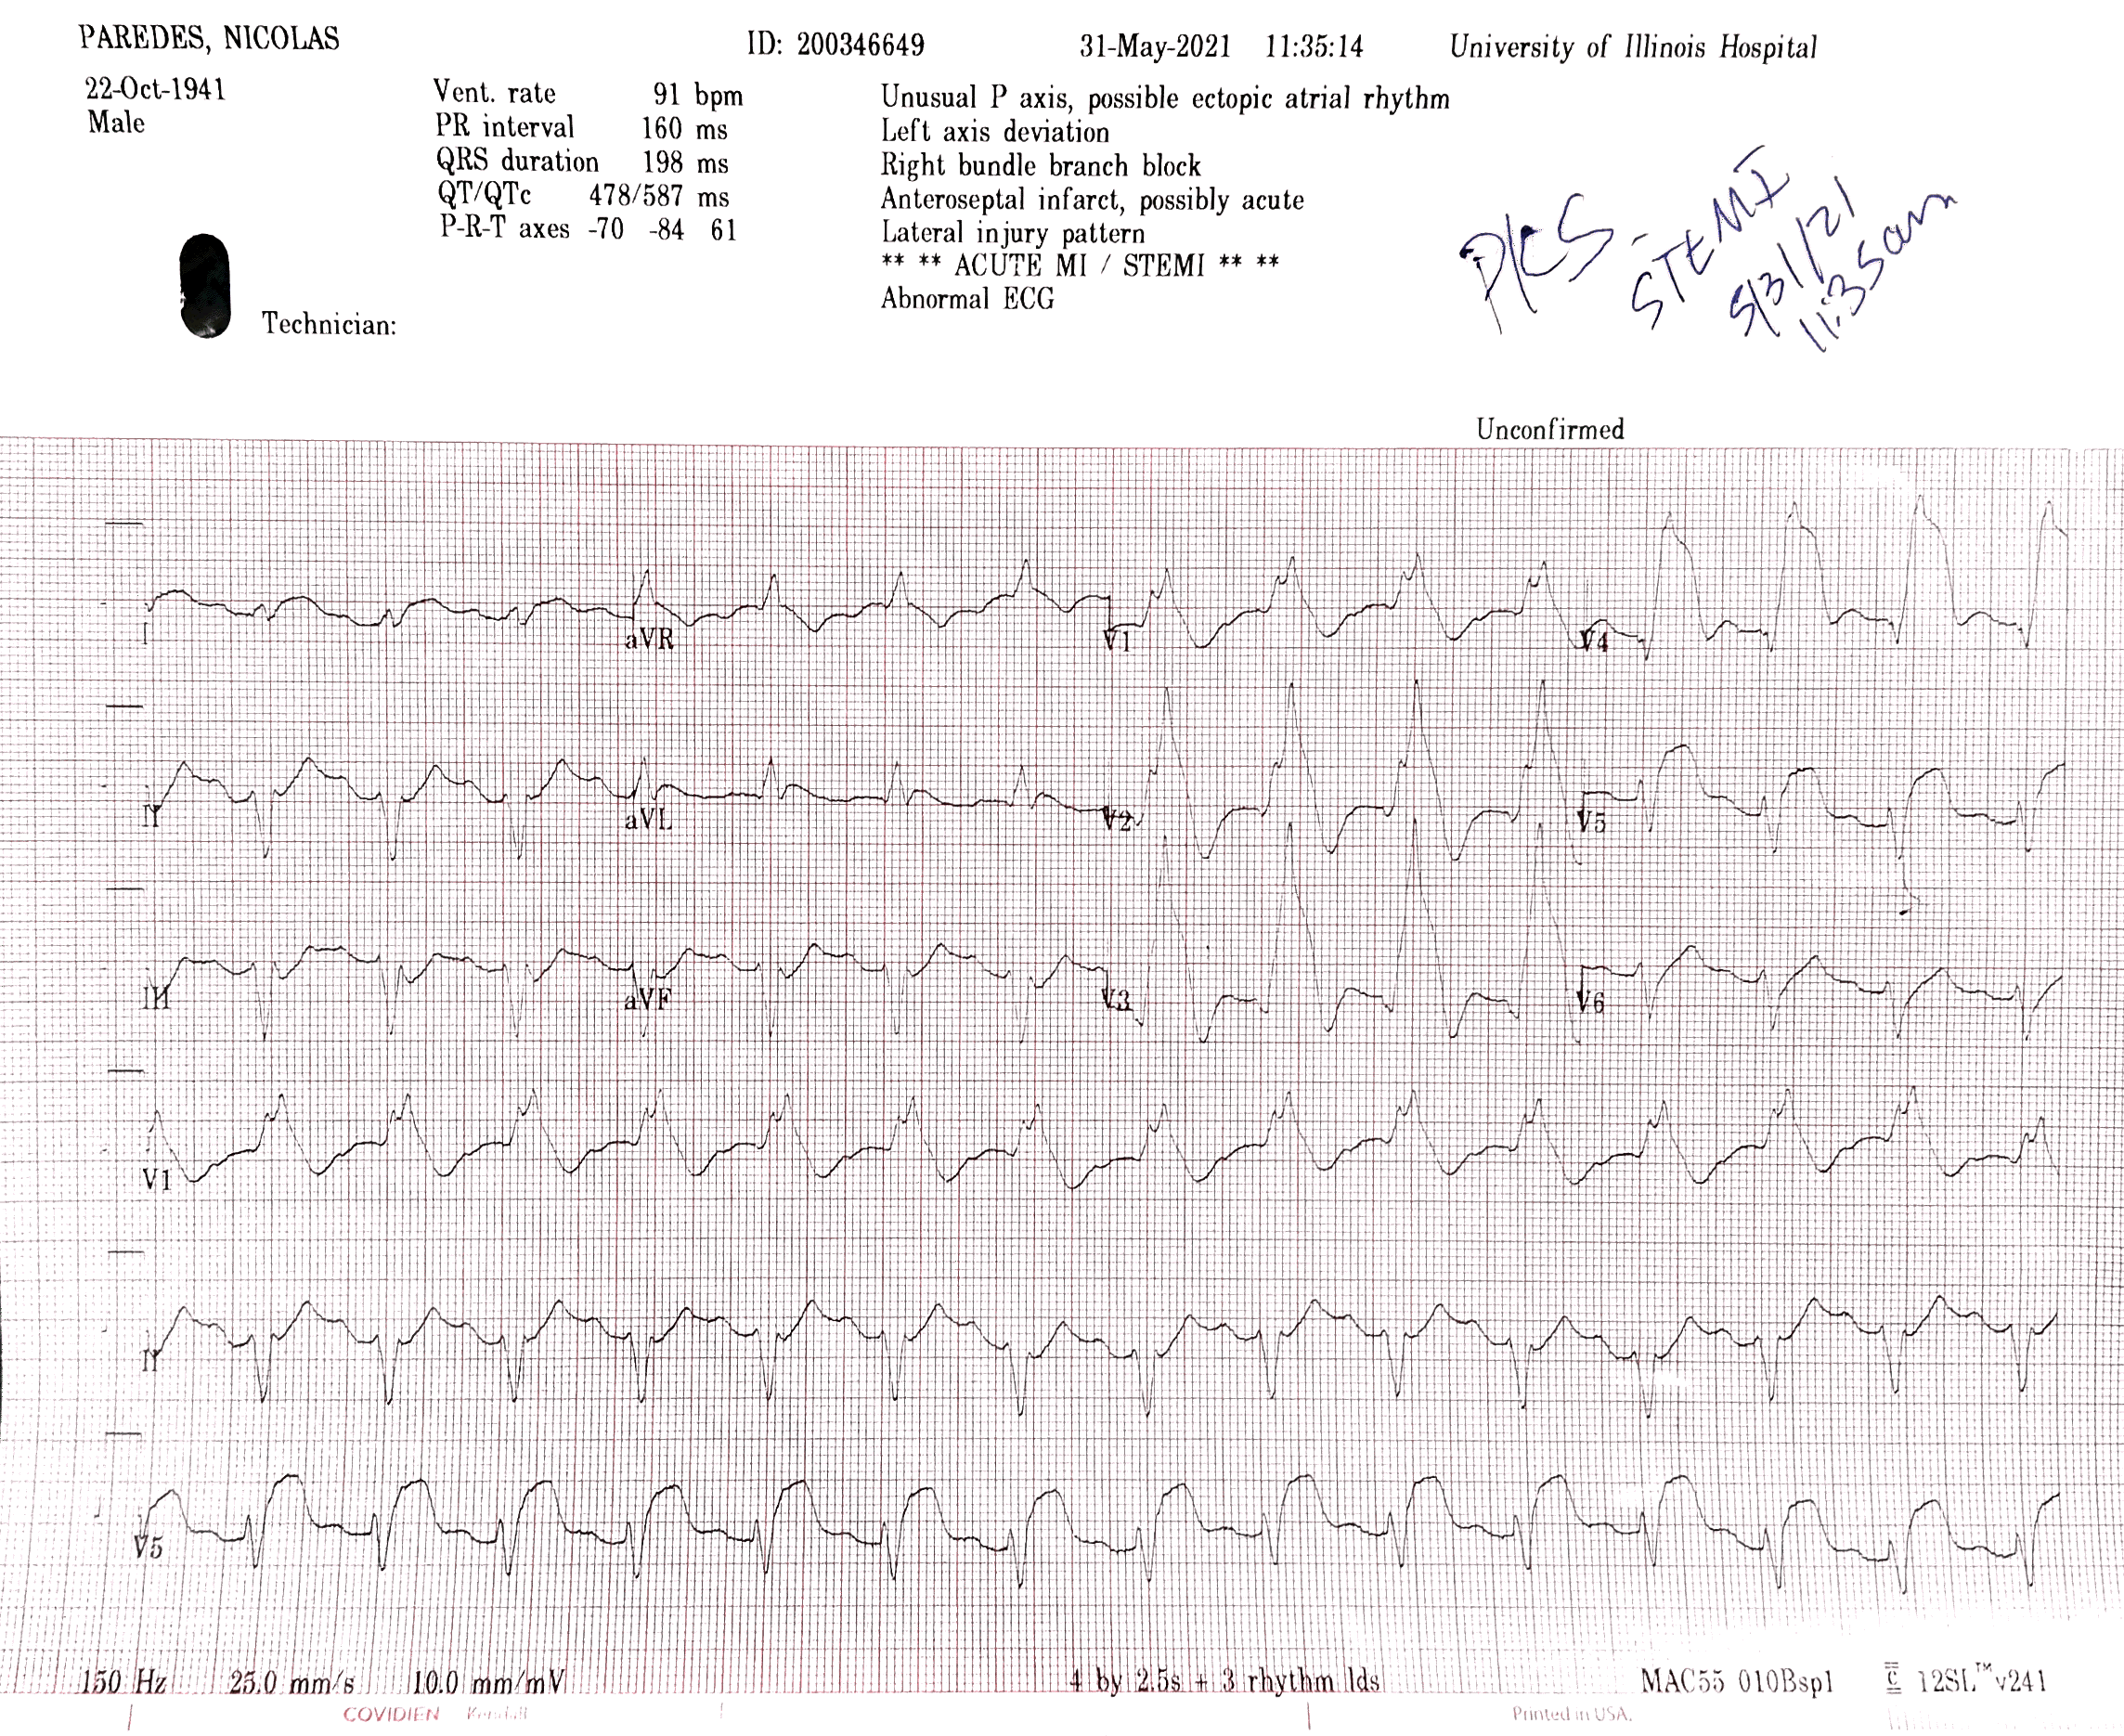 PAREDES, NICOLAS
ID: 200346649
31-May-2021 11:35:14
University of Illinois Hospital
22-Oct-1941
Male
Vent. rate 91 bpm
PR interval 160 ms
QRS duration 198 ms
QT/QTc 478/587 ms
P-R-T axes -70 -84 61
Unusual P axis, possible ectopic atrial rhythm
Left axis deviation
Right bundle branch block
Anteroseptal infarct, possibly acute
Lateral injury pattern
** ** ACUTE MI / STEMI ** **
Abnormal ECG
STEMI
5/31/21
11:35am
Technician:
Unconfirmed
I aVR V1 V4
II aVL V2 V5
III aVF V3 V6
V1
II
V5
150 Hz 25.0 mm/s 10.0 mm/mV 4 by 2.5s + 3 rhythm lds MAC55 010Bsp1 12SL™ v241
COVIDIEN Kendall Printed in USA.